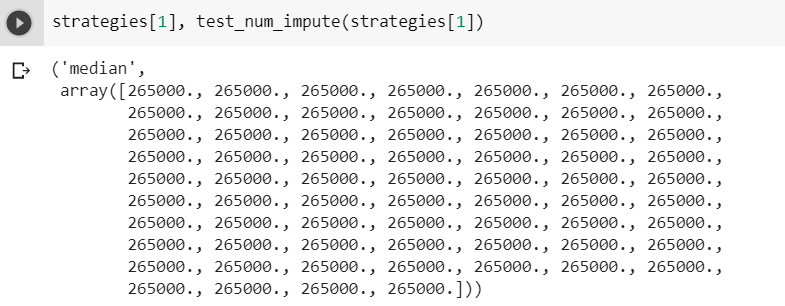 strategies[1], test_num_impute(strategies[1])
('median',
array([265000., 265000., 265000., 265000., 265000., 265000., 265000.,
265000., 265000., 265000., 265000., 265000., 265000., 265000.,
265000., 265000., 265000., 265000., 265000., 265000., 265000.,
265000., 265000., 265000., 265000., 265000., 265000., 265000.,
265000., 265000., 265000., 265000., 265000., 265000., 265000.,
265000., 265000., 265000., 265000., 265000., 265000., 265000.,
265000., 265000., 265000., 265000., 265000., 265000., 265000.,
265000., 265000., 265000., 265000., 265000., 265000., 265000.,
265000., 265000., 265000., 265000., 265000., 265000., 265000.,
265000., 265000., 265000., 265000.]))